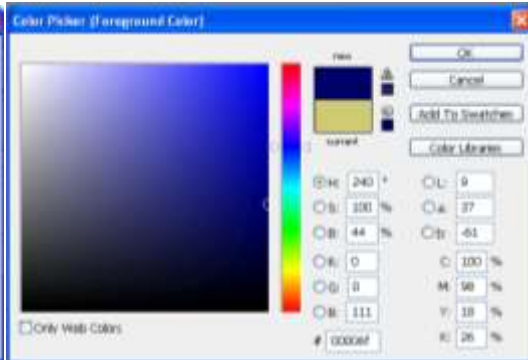 Color Picker (Foreground Color)
new
current
OK
Cancel
Add To Swatches
Color Libraries
H: 240 °
S: 100 %
B: 44 %
R: 0
G: 0
B: 111
# 00006f
L: 9
a: 37
b: -61
C: 100 %
M: 98 %
Y: 18 %
K: 26 %
Only Web Colors